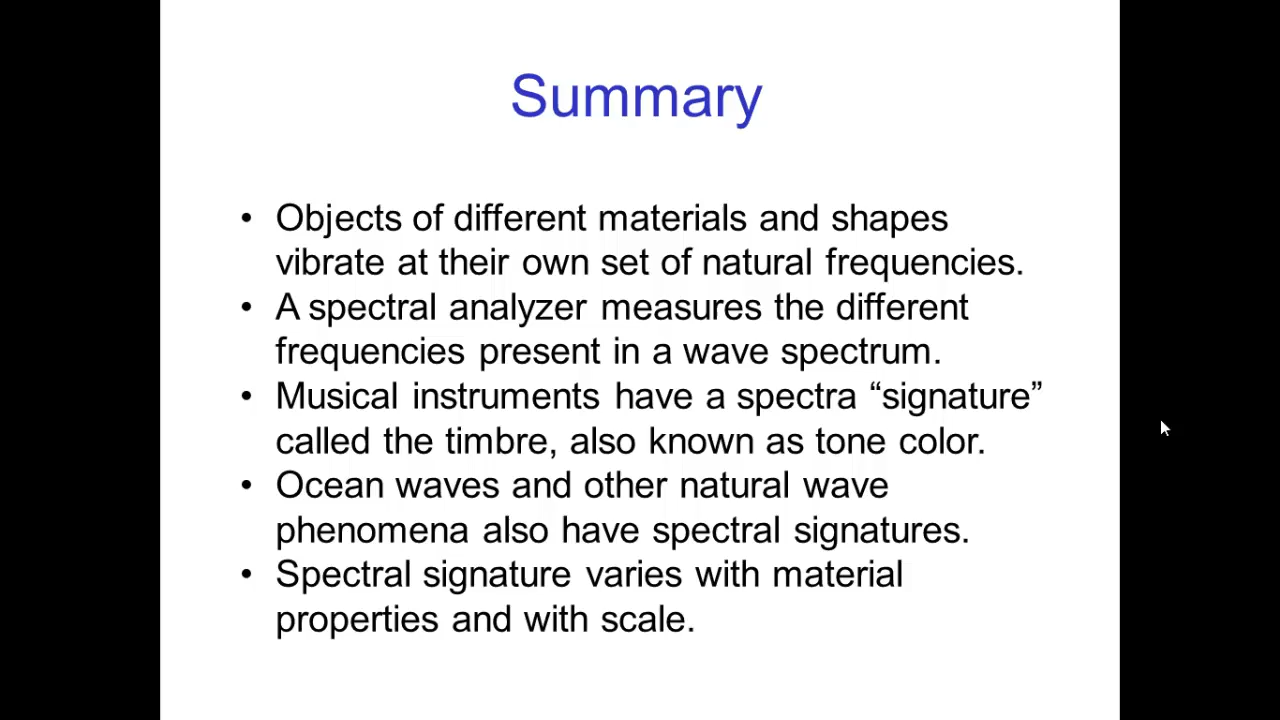 Summary
• Objects of different materials and shapes
vibrate at their own set of natural frequencies.
• A spectral analyzer measures the different
frequencies present in a wave spectrum.
• Musical instruments have a spectra “signature”
called the timbre, also known as tone color.
• Ocean waves and other natural wave
phenomena also have spectral signatures.
• Spectral signature varies with material
properties and with scale.